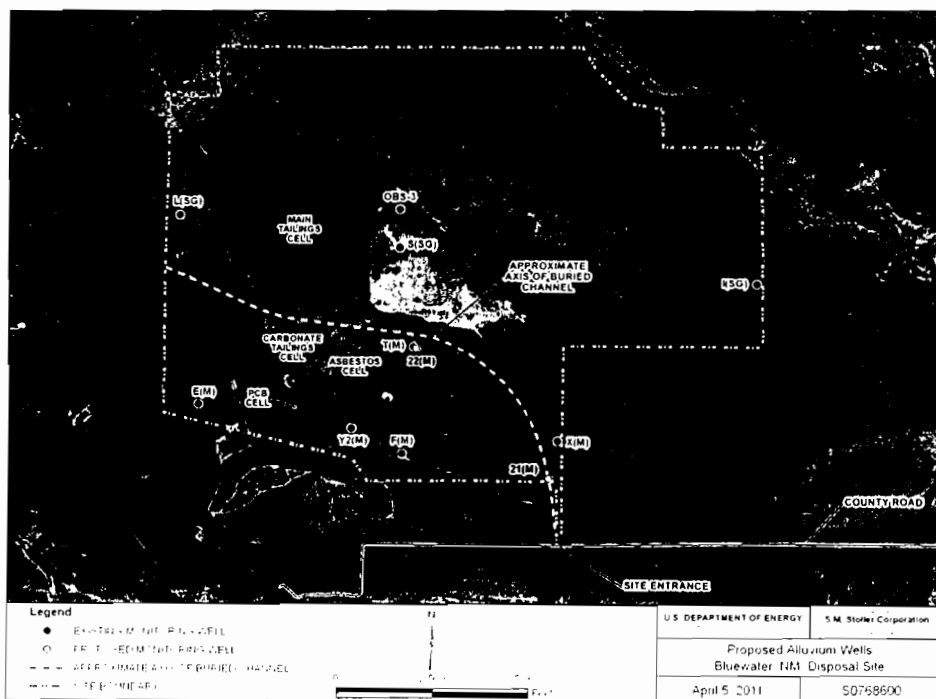 L(SG)
OBS-3
MAIN
TAILINGS
CELL
S(SG)
APPROXIMATE
AXIS OF BURIED
CHANNEL
I(SG)
CARBONATE
TAILINGS
CELL
T(M)
ASBESTOS
CELL
22(M)
E(M)
PCB
CELL
Y2(M)
F(M)
X(M)
21(M)
COUNTY ROAD
SITE ENTRANCE
Legend
N
U.S. DEPARTMENT OF ENERGY
S.M. Stoller Corporation
Proposed Alluvium Wells
Bluewater NM Disposal Site
April 5 2011
S0768600